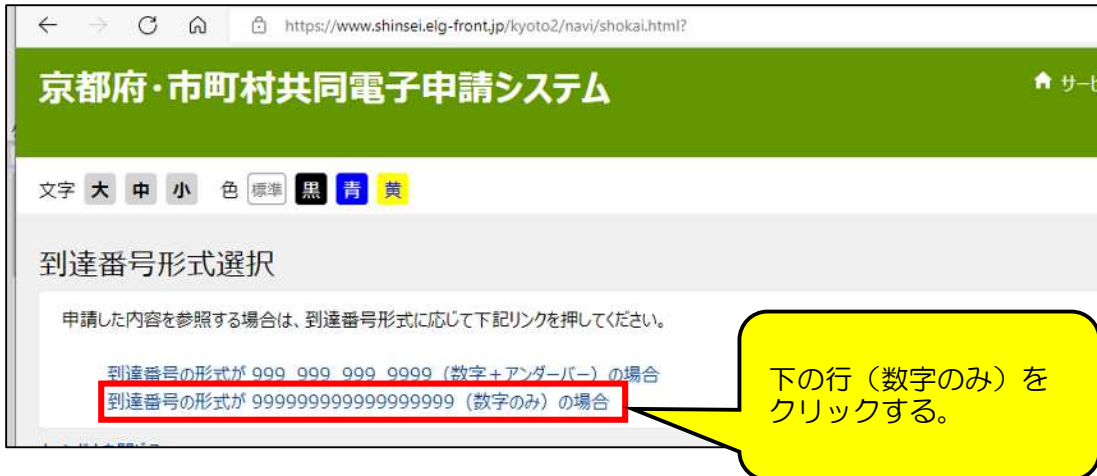 https://www.shinsei.elg-front.jp/kyoto2/navi/shokai.html?
京都府・市町村共同電子申請システム
サービ
文字 大 中 小 色 標準 黒 青 黄
到達番号形式選択
申請した内容を参照する場合は、到達番号形式に応じて下記リンクを押してください。
到達番号の形式が 999_999_999_9999（数字+アンダーバー）の場合
到達番号の形式が 999999999999999999（数字のみ）の場合
下の行（数字のみ）を
クリックする。